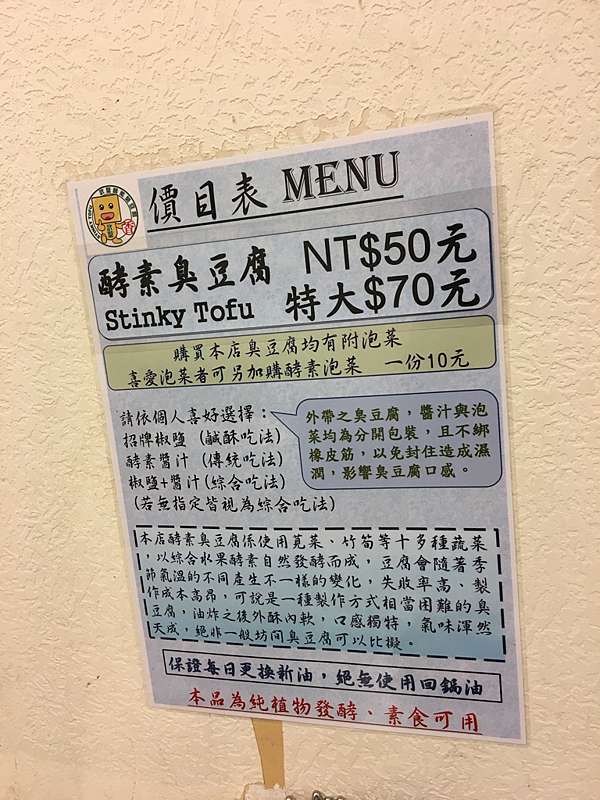 價目表 MENU
酵素臭豆腐 NT$50元
Stinky Tofu 特大$70元
購買本店臭豆腐均有附泡菜
喜愛泡菜者可另加購酵素泡菜 一份10元
請依個人喜好選擇：
招牌椒鹽 (鹹酥吃法)
酵素醬汁 (傳統吃法)
椒鹽+醬汁(綜合吃法)
(若無指定皆視為綜合吃法)
外帶之臭豆腐，醬汁與泡
菜均為分開包裝，且不綁
橡皮筋，以免封住造成濕
潤，影響臭豆腐口感。
本店酵素臭豆腐係使用莧菜、竹筍等十多種蔬菜
，以綜合水果酵素自然發酵而成，豆腐會隨著季
節氣溫的不同產生不一樣的變化，失敗率高、製
作成本高昂，可說是一種製作方式相當困難的臭
豆腐，油炸之後外酥內軟，口感獨特，氣味渾然
天成，絕非一般坊間臭豆腐可以比擬。
保證每日更換新油，絕無使用回鍋油
本品為純植物發酵、素食可用